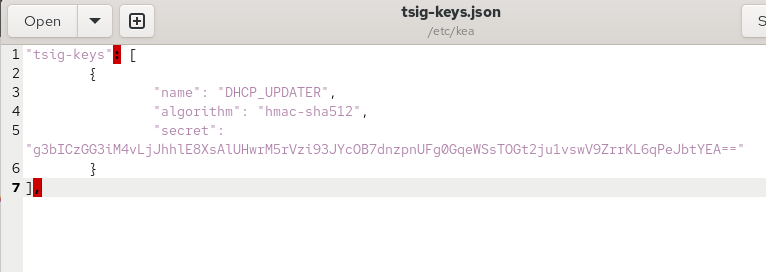 Open
tsig-keys.json
/etc/kea
S
1 "tsig-keys": [
2 {
3 "name": "DHCP_UPDATER",
4 "algorithm": "hmac-sha512",
5 "secret":
"g3bICzGG3iM4vLjJhhlE8XsAlUHwrM5rVzi93JYcOB7dnzpnUFg0GqeWSsTOGt2ju1vswV9ZrrKL6qPeJbtYEA=="
6 }
7 ],